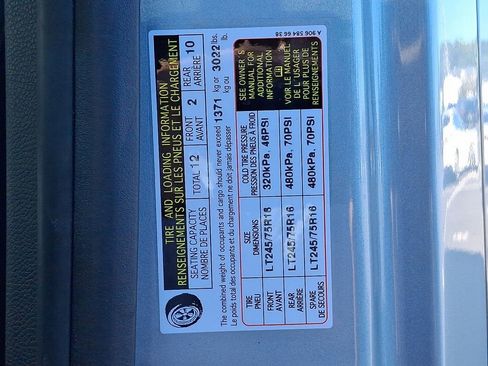 TIRE AND LOADING INFORMATION
RENSEIGNEMENTS SUR LES PNEUS ET LE CHARGEMENT
SEATING CAPACITY TOTAL 12 FRONT 2 REAR 10
NOMBRE DE PLACES AVANT ARRIÈRE
The combined weight of occupants and cargo should never exceed 1371 kg or 3022 lbs.
Le poids total des occupants et du chargement ne doit jamais dépasser kg ou lb.
TIRE SIZE COLD TIRE PRESSURE
PNEU DIMENSIONS PRESSION DES PNEUS À FROID
FRONT LT245/75R16 320kPa, 46PSI
AVANT
REAR LT245/75R16 480kPa, 70PSI
ARRIÈRE
SPARE LT245/75R16 480kPa, 70PSI
DE SECOURS
SEE OWNER'S
MANUAL FOR
ADDITIONAL
INFORMATION
VOIR LE MANUEL
DE L'USAGER
POUR PLUS DE
RENSEIGNEMENTS
A 906 584 66 38